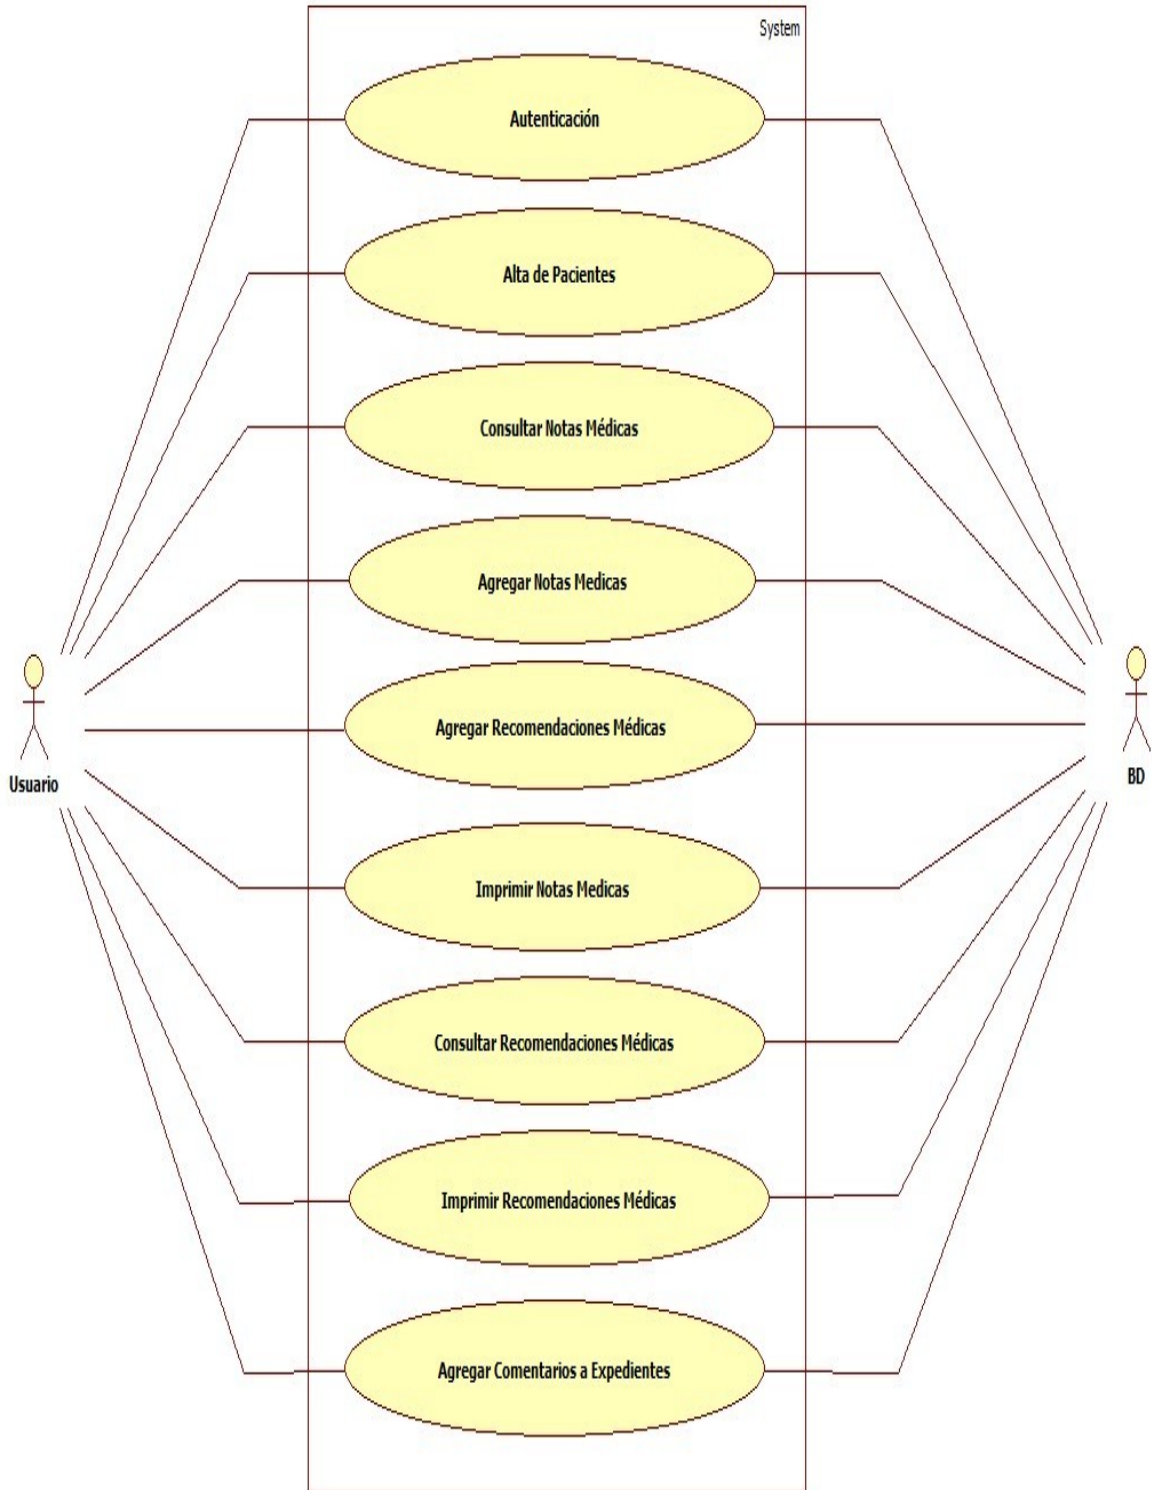 System
Autenticación
Alta de Pacientes
Consultar Notas Médicas
Agregar Notas Medicas
Agregar Recomendaciones Médicas
Usuario
BD
Imprimir Notas Medicas
Consultar Recomendaciones Médicas
Imprimir Recomendaciones Médicas
Agregar Comentarios a Expedientes